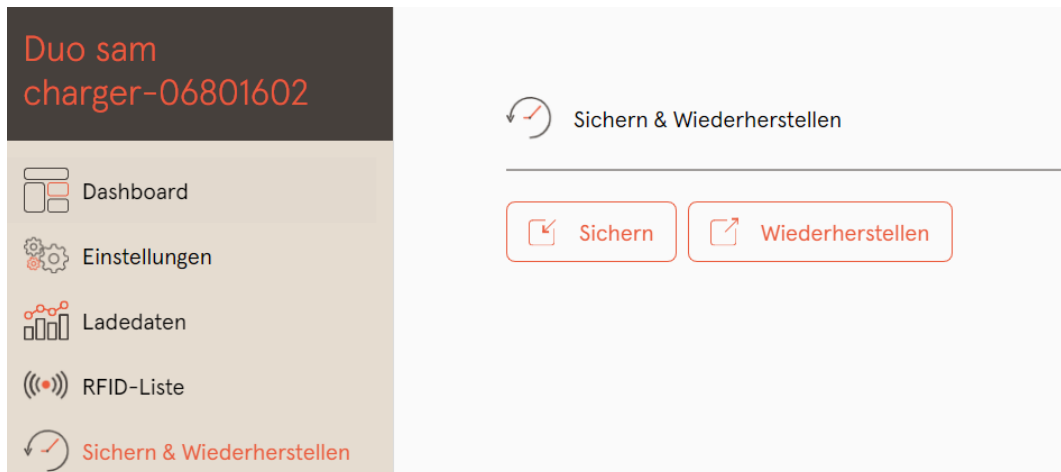 Duo sam
charger-06801602
Dashboard
Einstellungen
Ladedaten
RFID-Liste
Sichern & Wiederherstellen
Sichern & Wiederherstellen
Sichern
Wiederherstellen